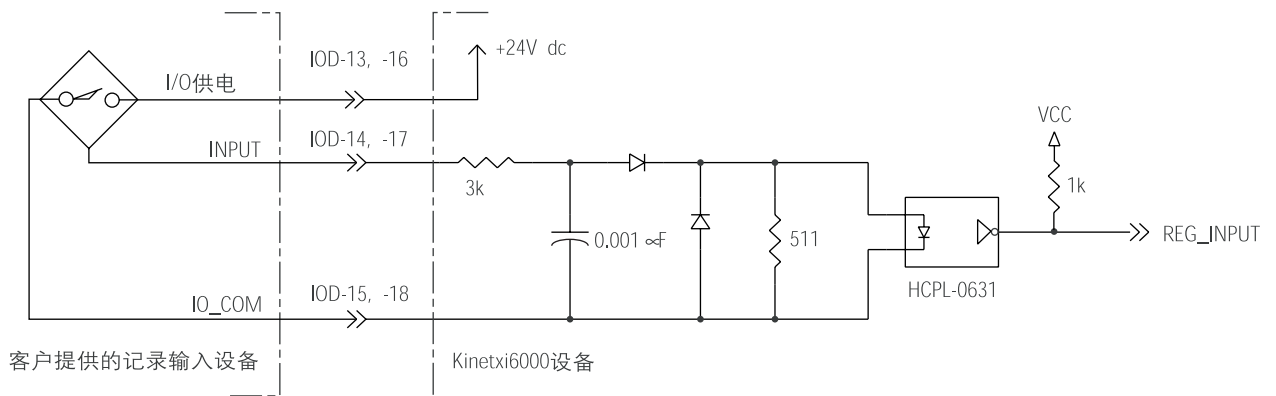 +24V dc
IOD-13, -16
I/O供电
IOD-14, -17
INPUT
3k
VCC
1k
0.001 ∝F
511
REG_INPUT
HCPL-0631
IOD-15, -18
IO_COM
客户提供的记录输入设备
Kinetxi6000设备